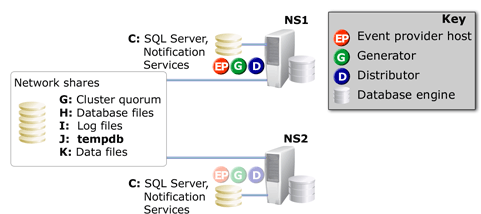 NS1
C: SQL Server,
Notification
Services
EP G D
Network shares
G: Cluster quorum
H: Database files
I: Log files
J: tempdb
K: Data files
NS2
EP G D
C: SQL Server,
Notification
Services
Key
EP Event provider host
G Generator
D Distributor
Database engine